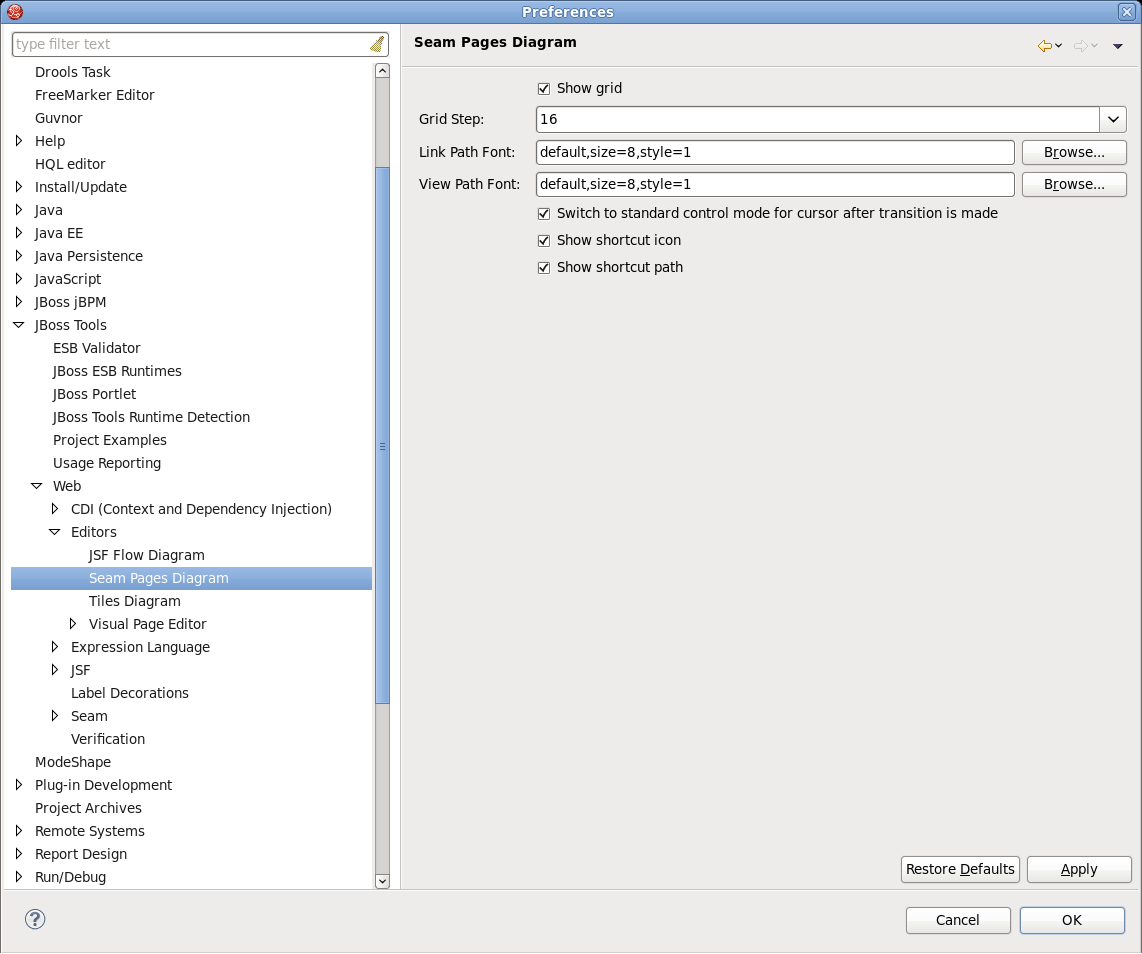 Preferences
type filter text
Drools Task
FreeMarker Editor
Guvnor
Help
HQL editor
Install/Update
Java
Java EE
Java Persistence
JavaScript
JBoss jBPM
JBoss Tools
ESB Validator
JBoss ESB Runtimes
JBoss Portlet
JBoss Tools Runtime Detection
Project Examples
Usage Reporting
Web
CDI (Context and Dependency Injection)
Editors
JSF Flow Diagram
Seam Pages Diagram
Tiles Diagram
Visual Page Editor
Expression Language
JSF
Label Decorations
Seam
Verification
ModeShape
Plug-in Development
Project Archives
Remote Systems
Report Design
Run/Debug
Seam Pages Diagram
Show grid
Grid Step: 16
Link Path Font: default,size=8,style=1 Browse...
View Path Font: default,size=8,style=1 Browse...
Switch to standard control mode for cursor after transition is made
Show shortcut icon
Show shortcut path
Restore Defaults Apply
? Cancel OK